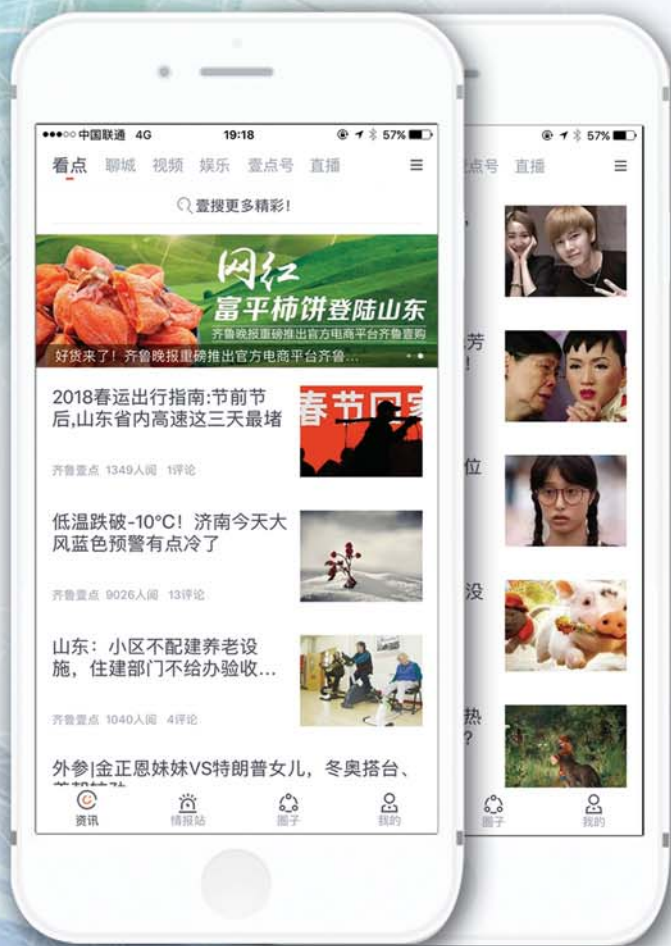 中国联通 4G 19:18 57%
看点 聊城 视频 娱乐 壹点号 直播
壹搜更多精彩！
网红
富平柿饼登陆山东
齐鲁晚报重磅推出官方电商平台齐鲁壹购
好货来了！齐鲁晚报重磅推出官方电商平台齐鲁...
2018春运出行指南:节前节
后,山东省内高速这三天最堵
齐鲁壹点 1349人阅 1评论
春节回家
低温跌破-10°C！济南今天大
风蓝色预警有点冷了
齐鲁壹点 9026人阅 13评论
山东：小区不配建养老设
施，住建部门不给办验收...
齐鲁壹点 1040人阅 4评论
外参|金正恩妹妹VS特朗普女儿，冬奥搭台、
资讯 情报站 圈子 我的
57%
点号 直播
芳
！
位
没
热
？
圈子 我的